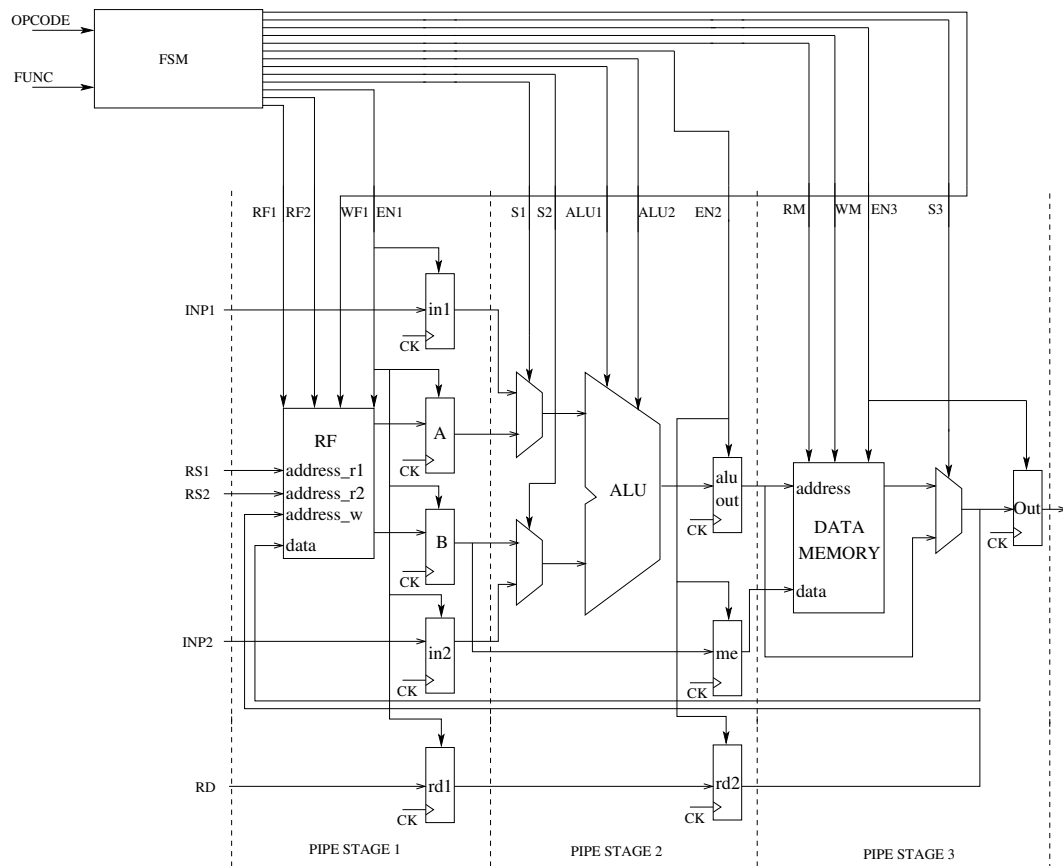 OPCODE
FSM
FUNC
RF1
RF2
WF1
EN1
S1
S2
ALU1
ALU2
EN2
RM
WM
EN3
S3
INP1
in1
CK
RF
A
RS1
address_r1
CK
RS2
address_r2
address_w
data
B
CK
ALU
alu
out
CK
address
DATA
MEMORY
data
Out
CK
INP2
in2
CK
me
CK
RD
rd1
CK
rd2
CK
PIPE STAGE 1
PIPE STAGE 2
PIPE STAGE 3